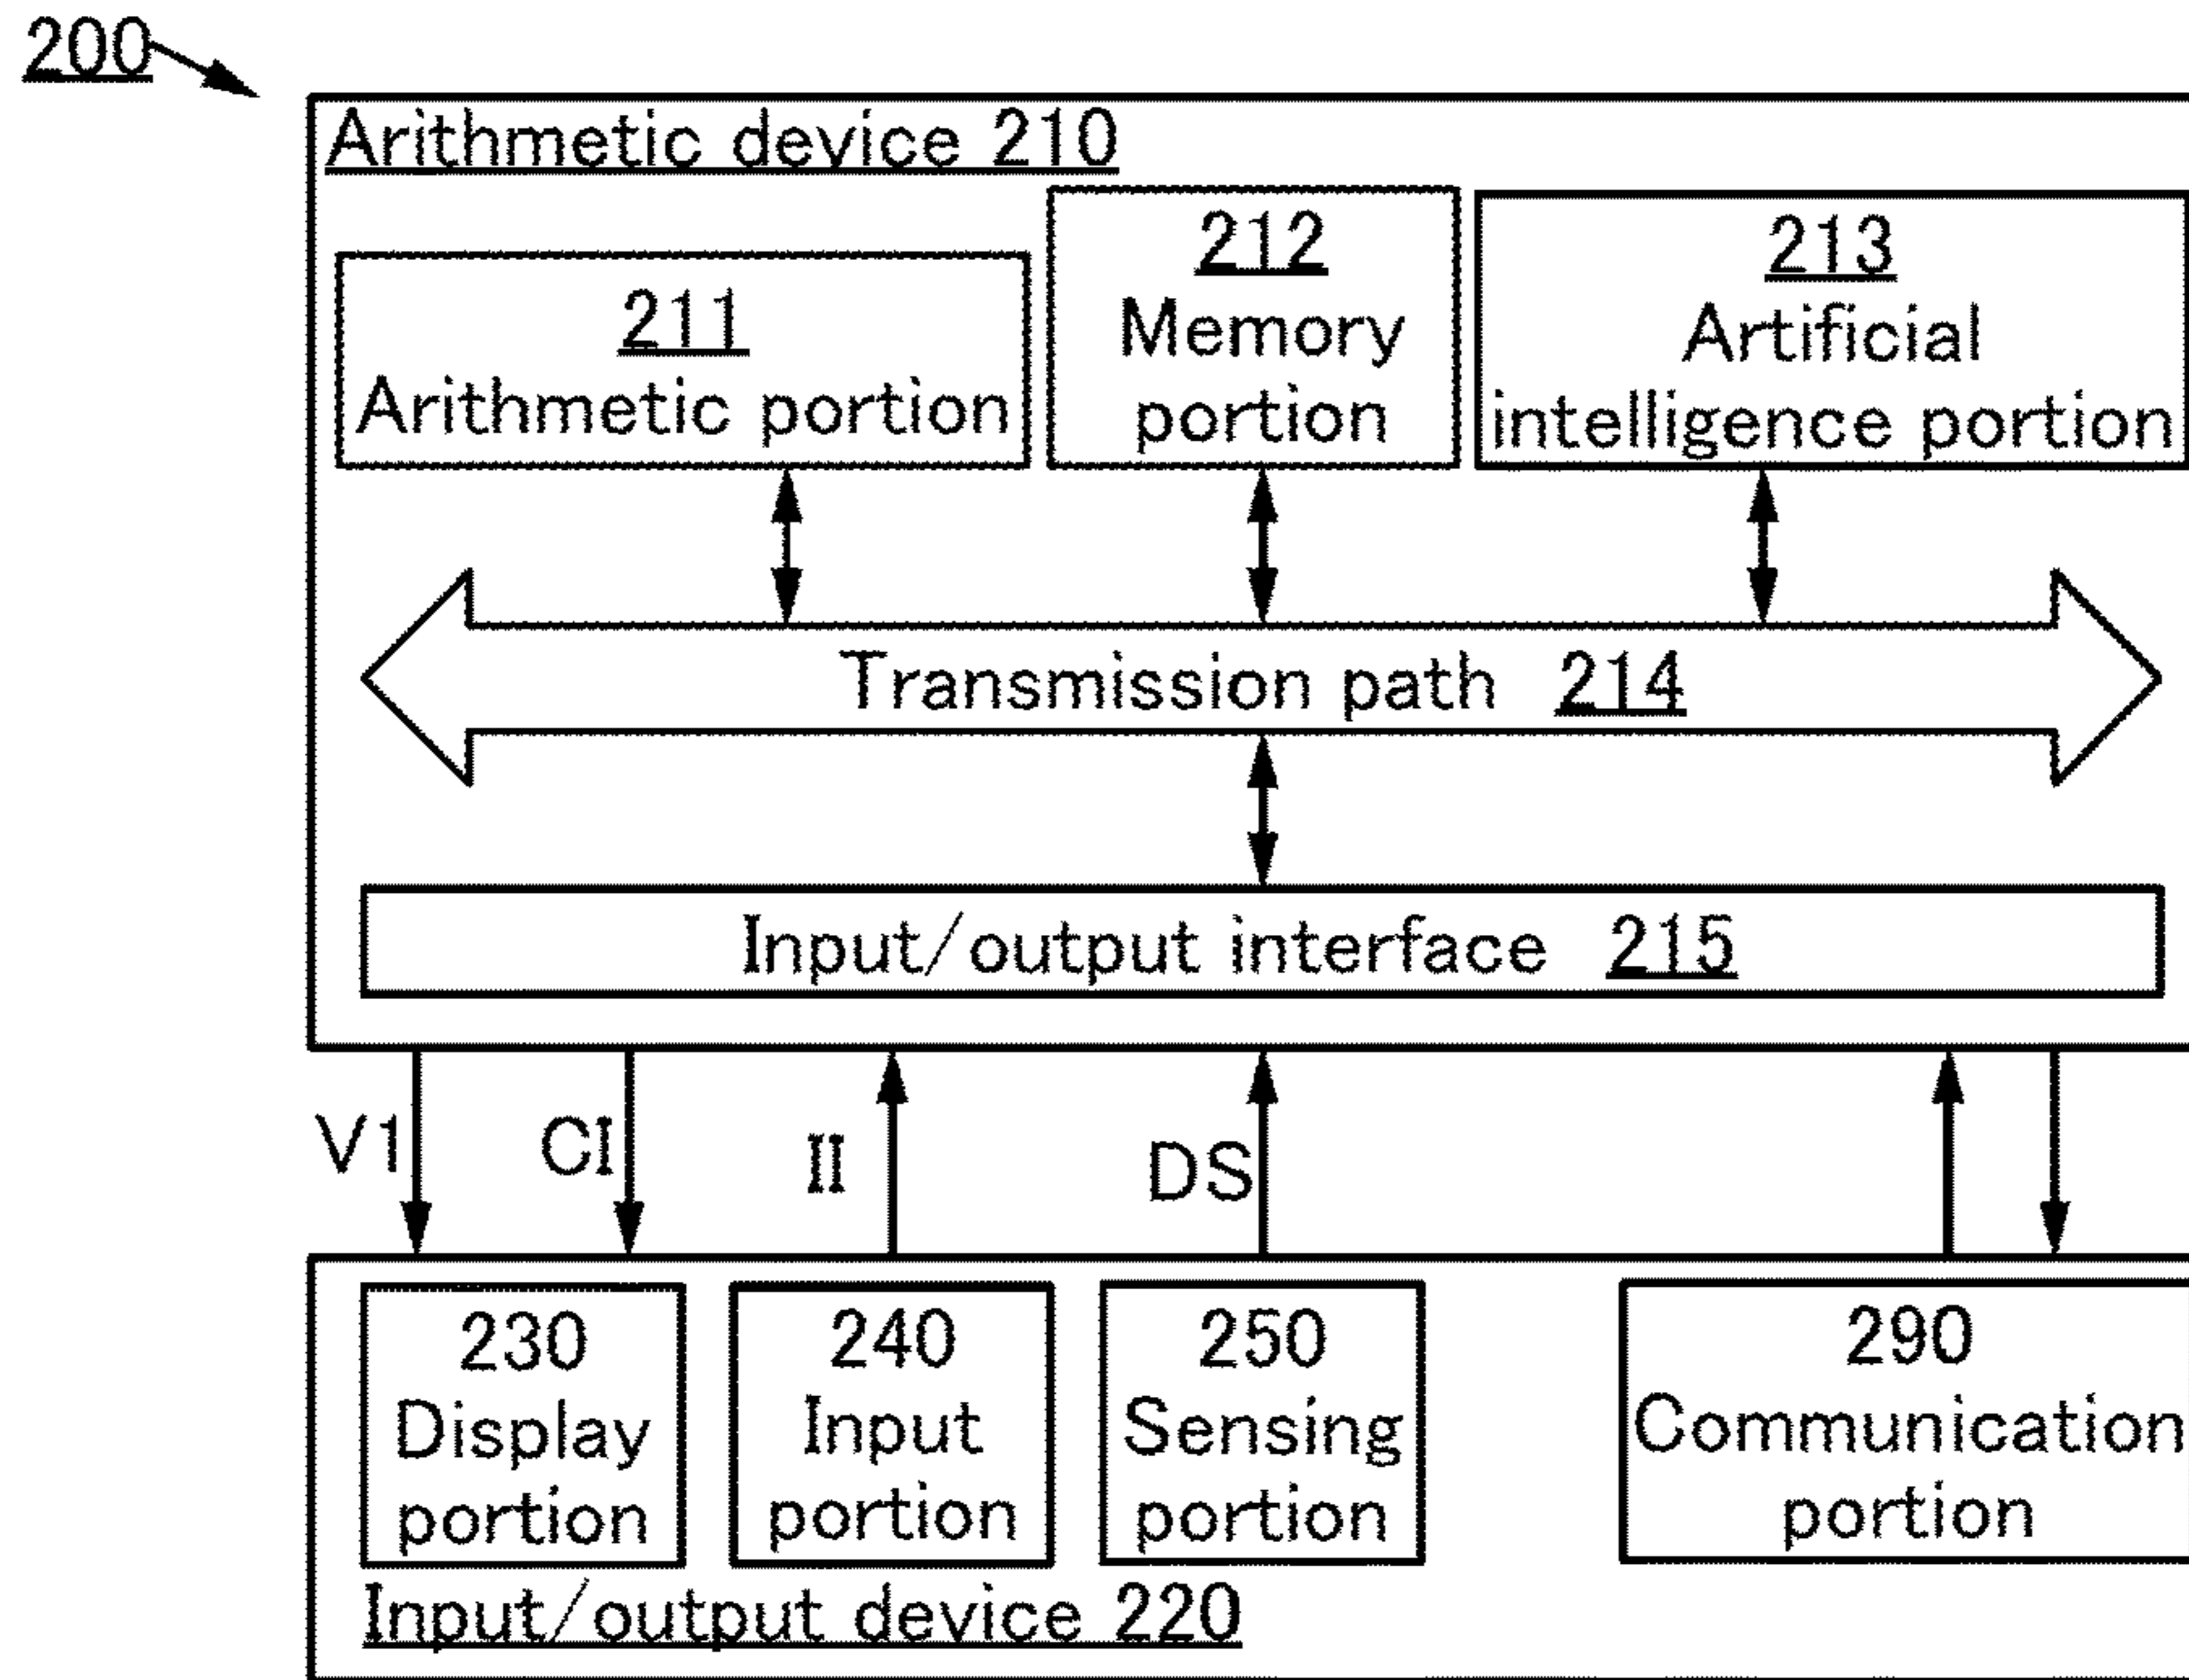 200
Arithmetic device 210
211
Arithmetic portion
212
Memory
portion
213
Artificial
intelligence portion
Transmission path 214
Input/output interface 215
V1
CI
II
DS
230
Display
portion
240
Input
portion
250
Sensing
portion
290
Communication
portion
Input/output device 220